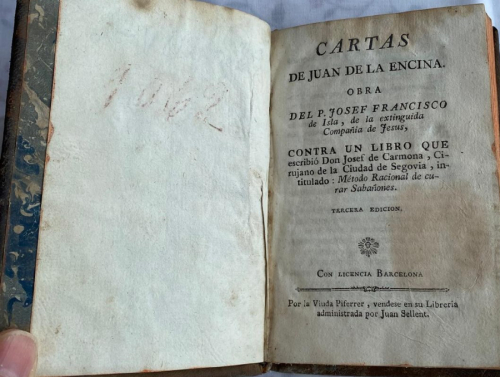 1962
CARTAS
DE JUAN DE LA ENCINA.
OBRA
DEL P. JOSEF FRANCISCO
de Isla, de la extinguida
Compañia de Jesus,
CONTRA UN LIBRO QUE
escribió Don Josef de Carmona, Ci-
rujano de la Ciudad de Segovia, in-
titulado: Método Racional de cu-
rar Sabañones.
TERCERA EDICION.
CON LICENCIA BARCELONA
Por la Viuda Piferrer, vendese en su Libreria
administrada por Juan Sellent.